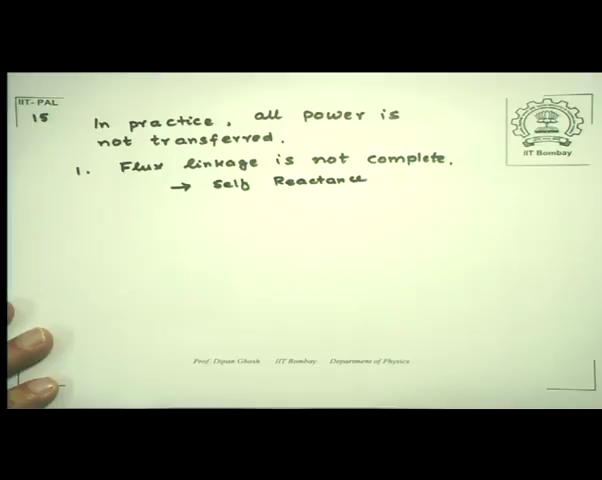 IIT- PAL
15
In practice, all power is
not transferred.
1. Flux linkage is not complete.
→ Self Reactance
IIT Bombay
Prof. Dipan Ghosh IIT Bombay Department of Physics